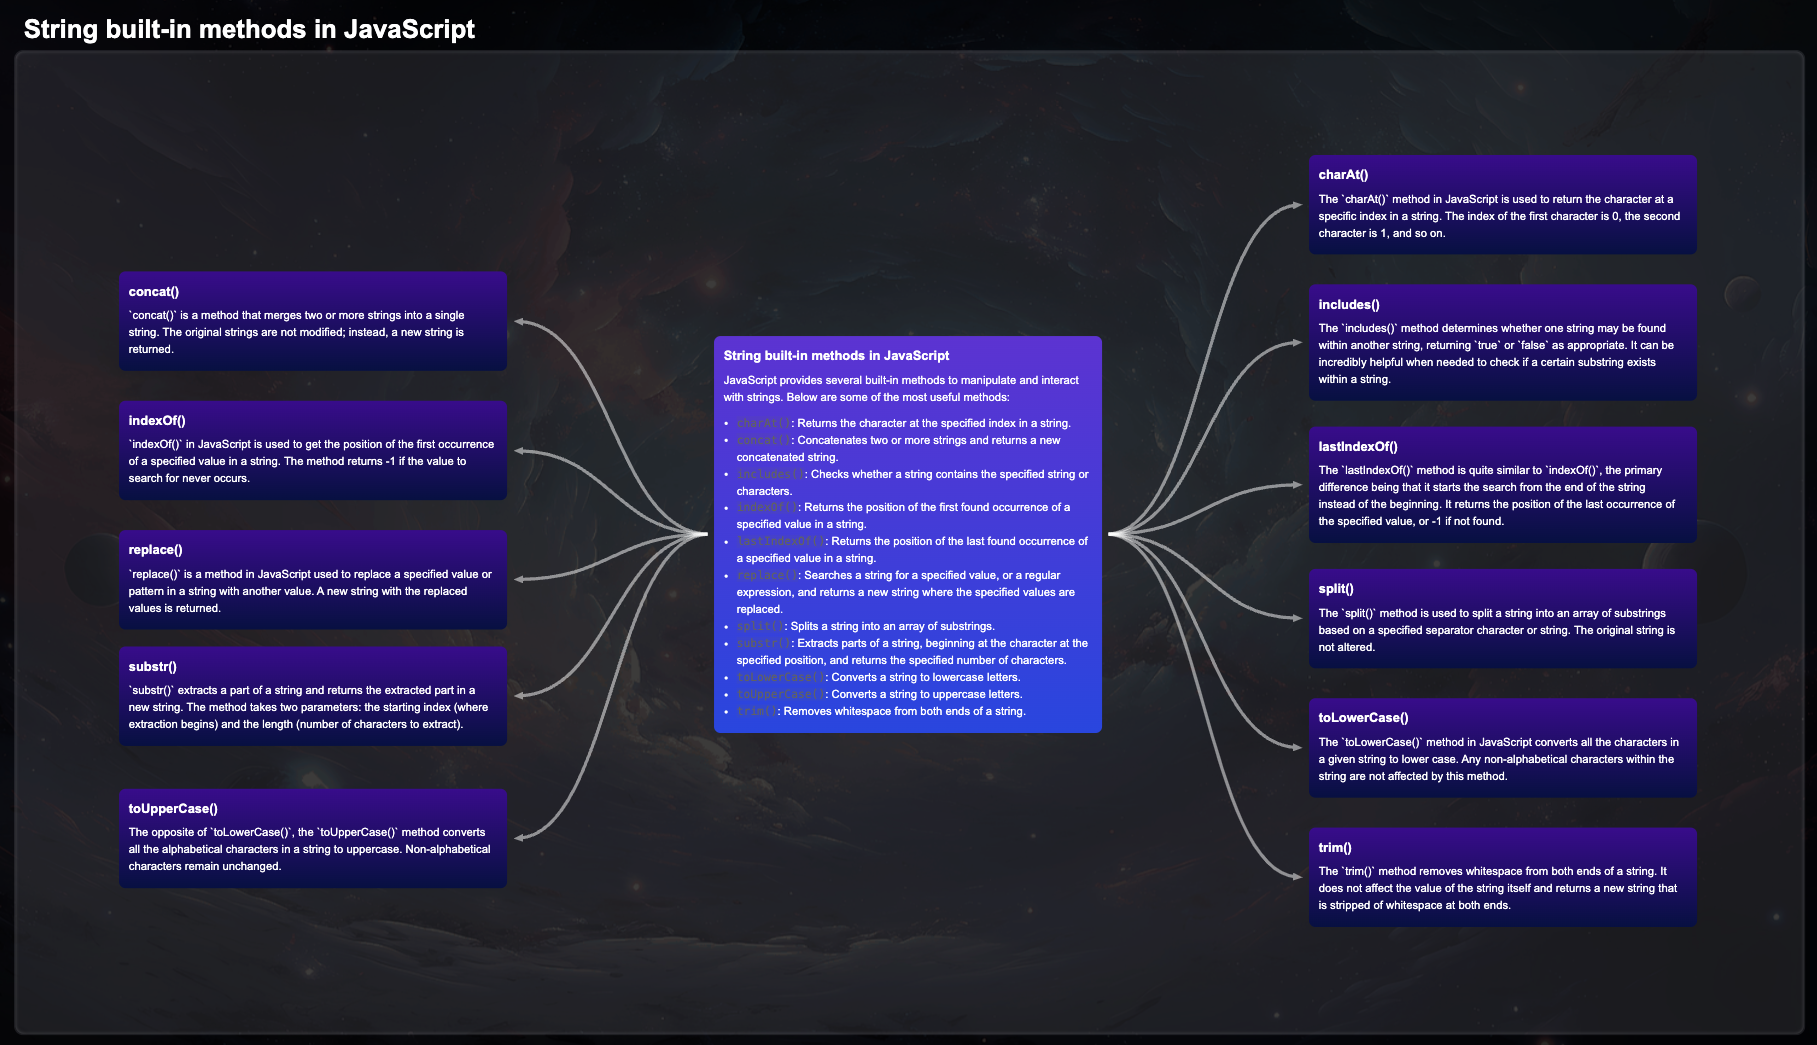 String built-in methods in JavaScript
concat()
`concat()` is a method that merges two or more strings into a single
string. The original strings are not modified; instead, a new string is
returned.
indexOf()
`indexOf()` in JavaScript is used to get the position of the first occurrence
of a specified value in a string. The method returns -1 if the value to
search for never occurs.
replace()
`replace()` is a method in JavaScript used to replace a specified value or
pattern in a string with another value. A new string with the replaced
values is returned.
substr()
`substr()` extracts a part of a string and returns the extracted part in a
new string. The method takes two parameters: the starting index (where
extraction begins) and the length (number of characters to extract).
toUpperCase()
The opposite of `toLowerCase()`, the `toUpperCase()` method converts
all the alphabetical characters in a string to uppercase. Non-alphabetical
characters remain unchanged.
String built-in methods in JavaScript
JavaScript provides several built-in methods to manipulate and interact
with strings. Below are some of the most useful methods:
• charAt(): Returns the character at the specified index in a string.
• concat(): Concatenates two or more strings and returns a new
concatenated string.
• includes(): Checks whether a string contains the specified string or
characters.
• indexOf(): Returns the position of the first found occurrence of a
specified value in a string.
• lastIndexOf(): Returns the position of the last found occurrence of
a specified value in a string.
• replace(): Searches a string for a specified value, or a regular
expression, and returns a new string where the specified values are
replaced.
• split(): Splits a string into an array of substrings.
• substr(): Extracts parts of a string, beginning at the character at the
specified position, and returns the specified number of characters.
• toLowerCase(): Converts a string to lowercase letters.
• toUpperCase(): Converts a string to uppercase letters.
• trim(): Removes whitespace from both ends of a string.
charAt()
The `charAt()` method in JavaScript is used to return the character at a
specific index in a string. The index of the first character is 0, the second
character is 1, and so on.
includes()
The `includes()` method determines whether one string may be found
within another string, returning `true` or `false` as appropriate. It can be
incredibly helpful when needed to check if a certain substring exists
within a string.
lastIndexOf()
The `lastIndexOf()` method is quite similar to `indexOf()`, the primary
difference being that it starts the search from the end of the string
instead of the beginning. It returns the position of the last occurrence of
the specified value, or -1 if not found.
split()
The `split()` method is used to split a string into an array of substrings
based on a specified separator character or string. The original string is
not altered.
toLowerCase()
The `toLowerCase()` method in JavaScript converts all the characters in
a given string to lower case. Any non-alphabetical characters within the
string are not affected by this method.
trim()
The `trim()` method removes whitespace from both ends of a string. It
does not affect the value of the string itself and returns a new string that
is stripped of whitespace at both ends.